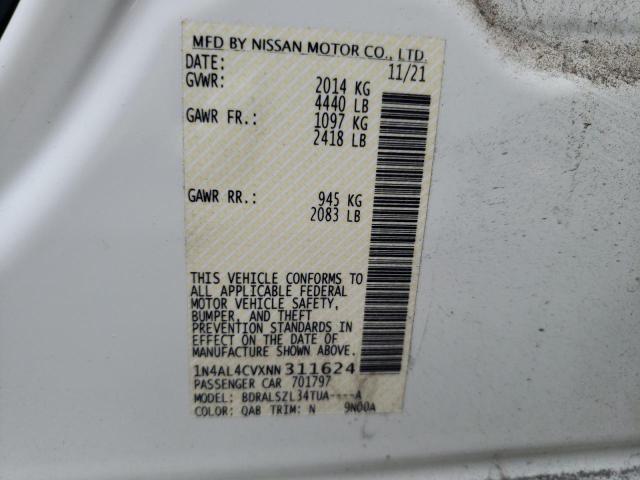 MFD BY NISSAN MOTOR CO., LTD.
DATE: 11/21
GVWR: 2014 KG
4440 LB
GAWR FR.: 1097 KG
2418 LB
GAWR RR.: 945 KG
2083 LB
THIS VEHICLE CONFORMS TO
ALL APPLICABLE FEDERAL
MOTOR VEHICLE SAFETY,
BUMPER, AND THEFT
PREVENTION STANDARDS IN
EFFECT ON THE DATE OF
MANUFACTURE SHOWN ABOVE.
1N4AL4CVXNN311624
PASSENGER CAR 701797
MODEL: BDRALSZL34TUA----A
COLOR: QAB TRIM: N 9N00A